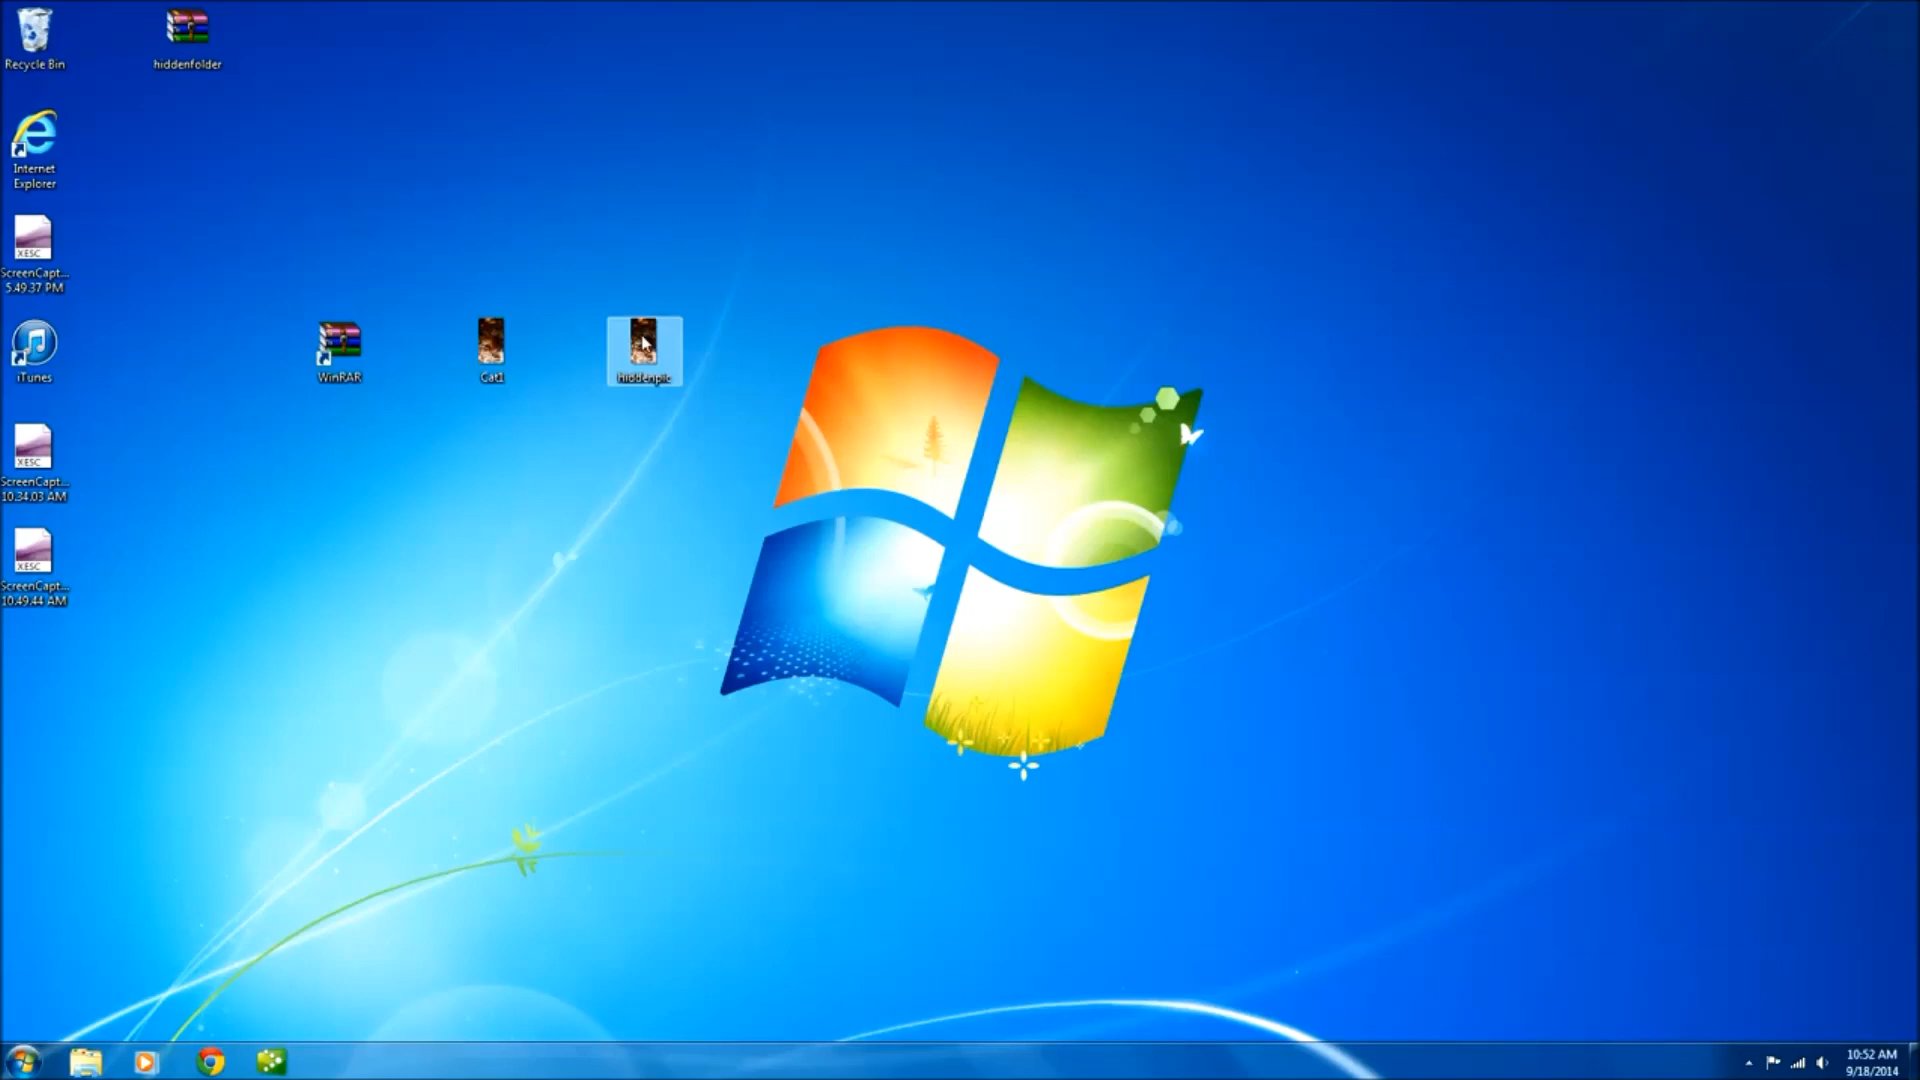 Recycle Bin
hiddenfolder
Internet
Explorer
XESC
ScreenCapt...
5.49.37 PM
iTunes
WinRAR
Cat1
hiddenpic
XESC
ScreenCapt...
10.34.03 AM
XESC
ScreenCapt...
10.49.44 AM
10:52 AM
9/18/2014